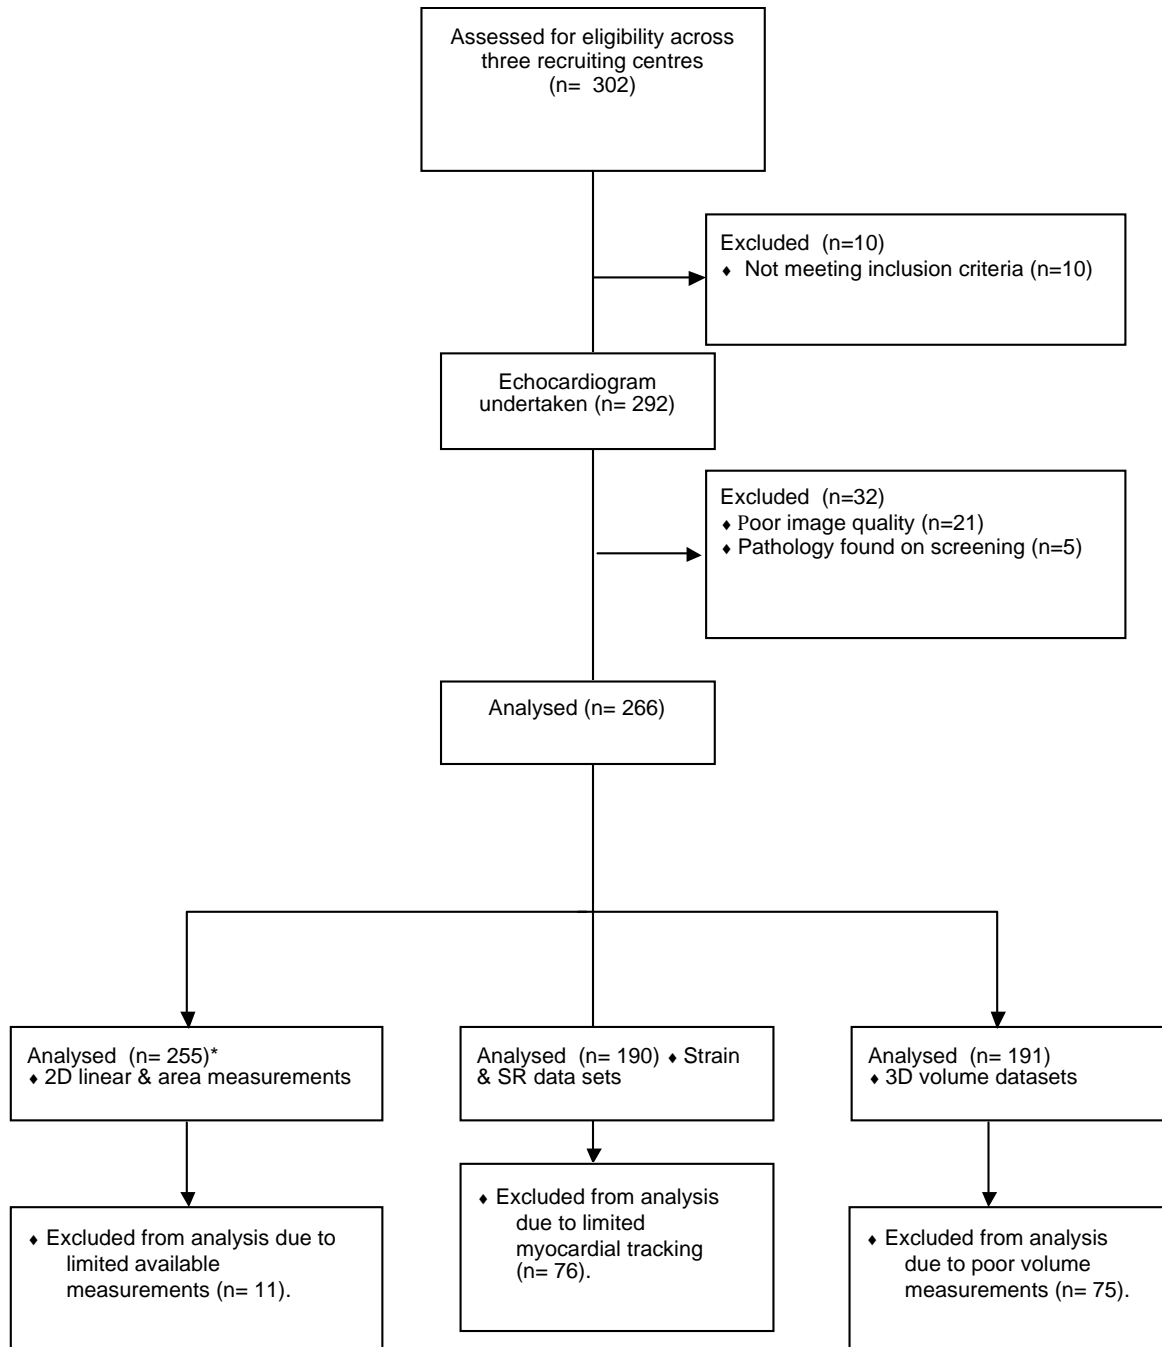 Assessed for eligibility across
three recruiting centres
(n=  302)
Excluded  (n=10)
♦  Not meeting inclusion criteria (n=10)
Echocardiogram
undertaken (n= 292)
Excluded  (n=32)
♦ Poor image quality (n=21)
♦ Pathology found on screening (n=5)
Analysed (n= 266)
Analysed  (n= 255)*
♦ 2D linear & area measurements
Analysed  (n= 190) ♦ Strain
& SR data sets
Analysed  (n= 191)
♦ 3D volume datasets
♦ Excluded from analysis due to
limited available
measurements (n= 11).
♦ Excluded from analysis
due to limited
myocardial tracking
(n= 76).
♦ Excluded from analysis
due to poor volume
measurements (n= 75).